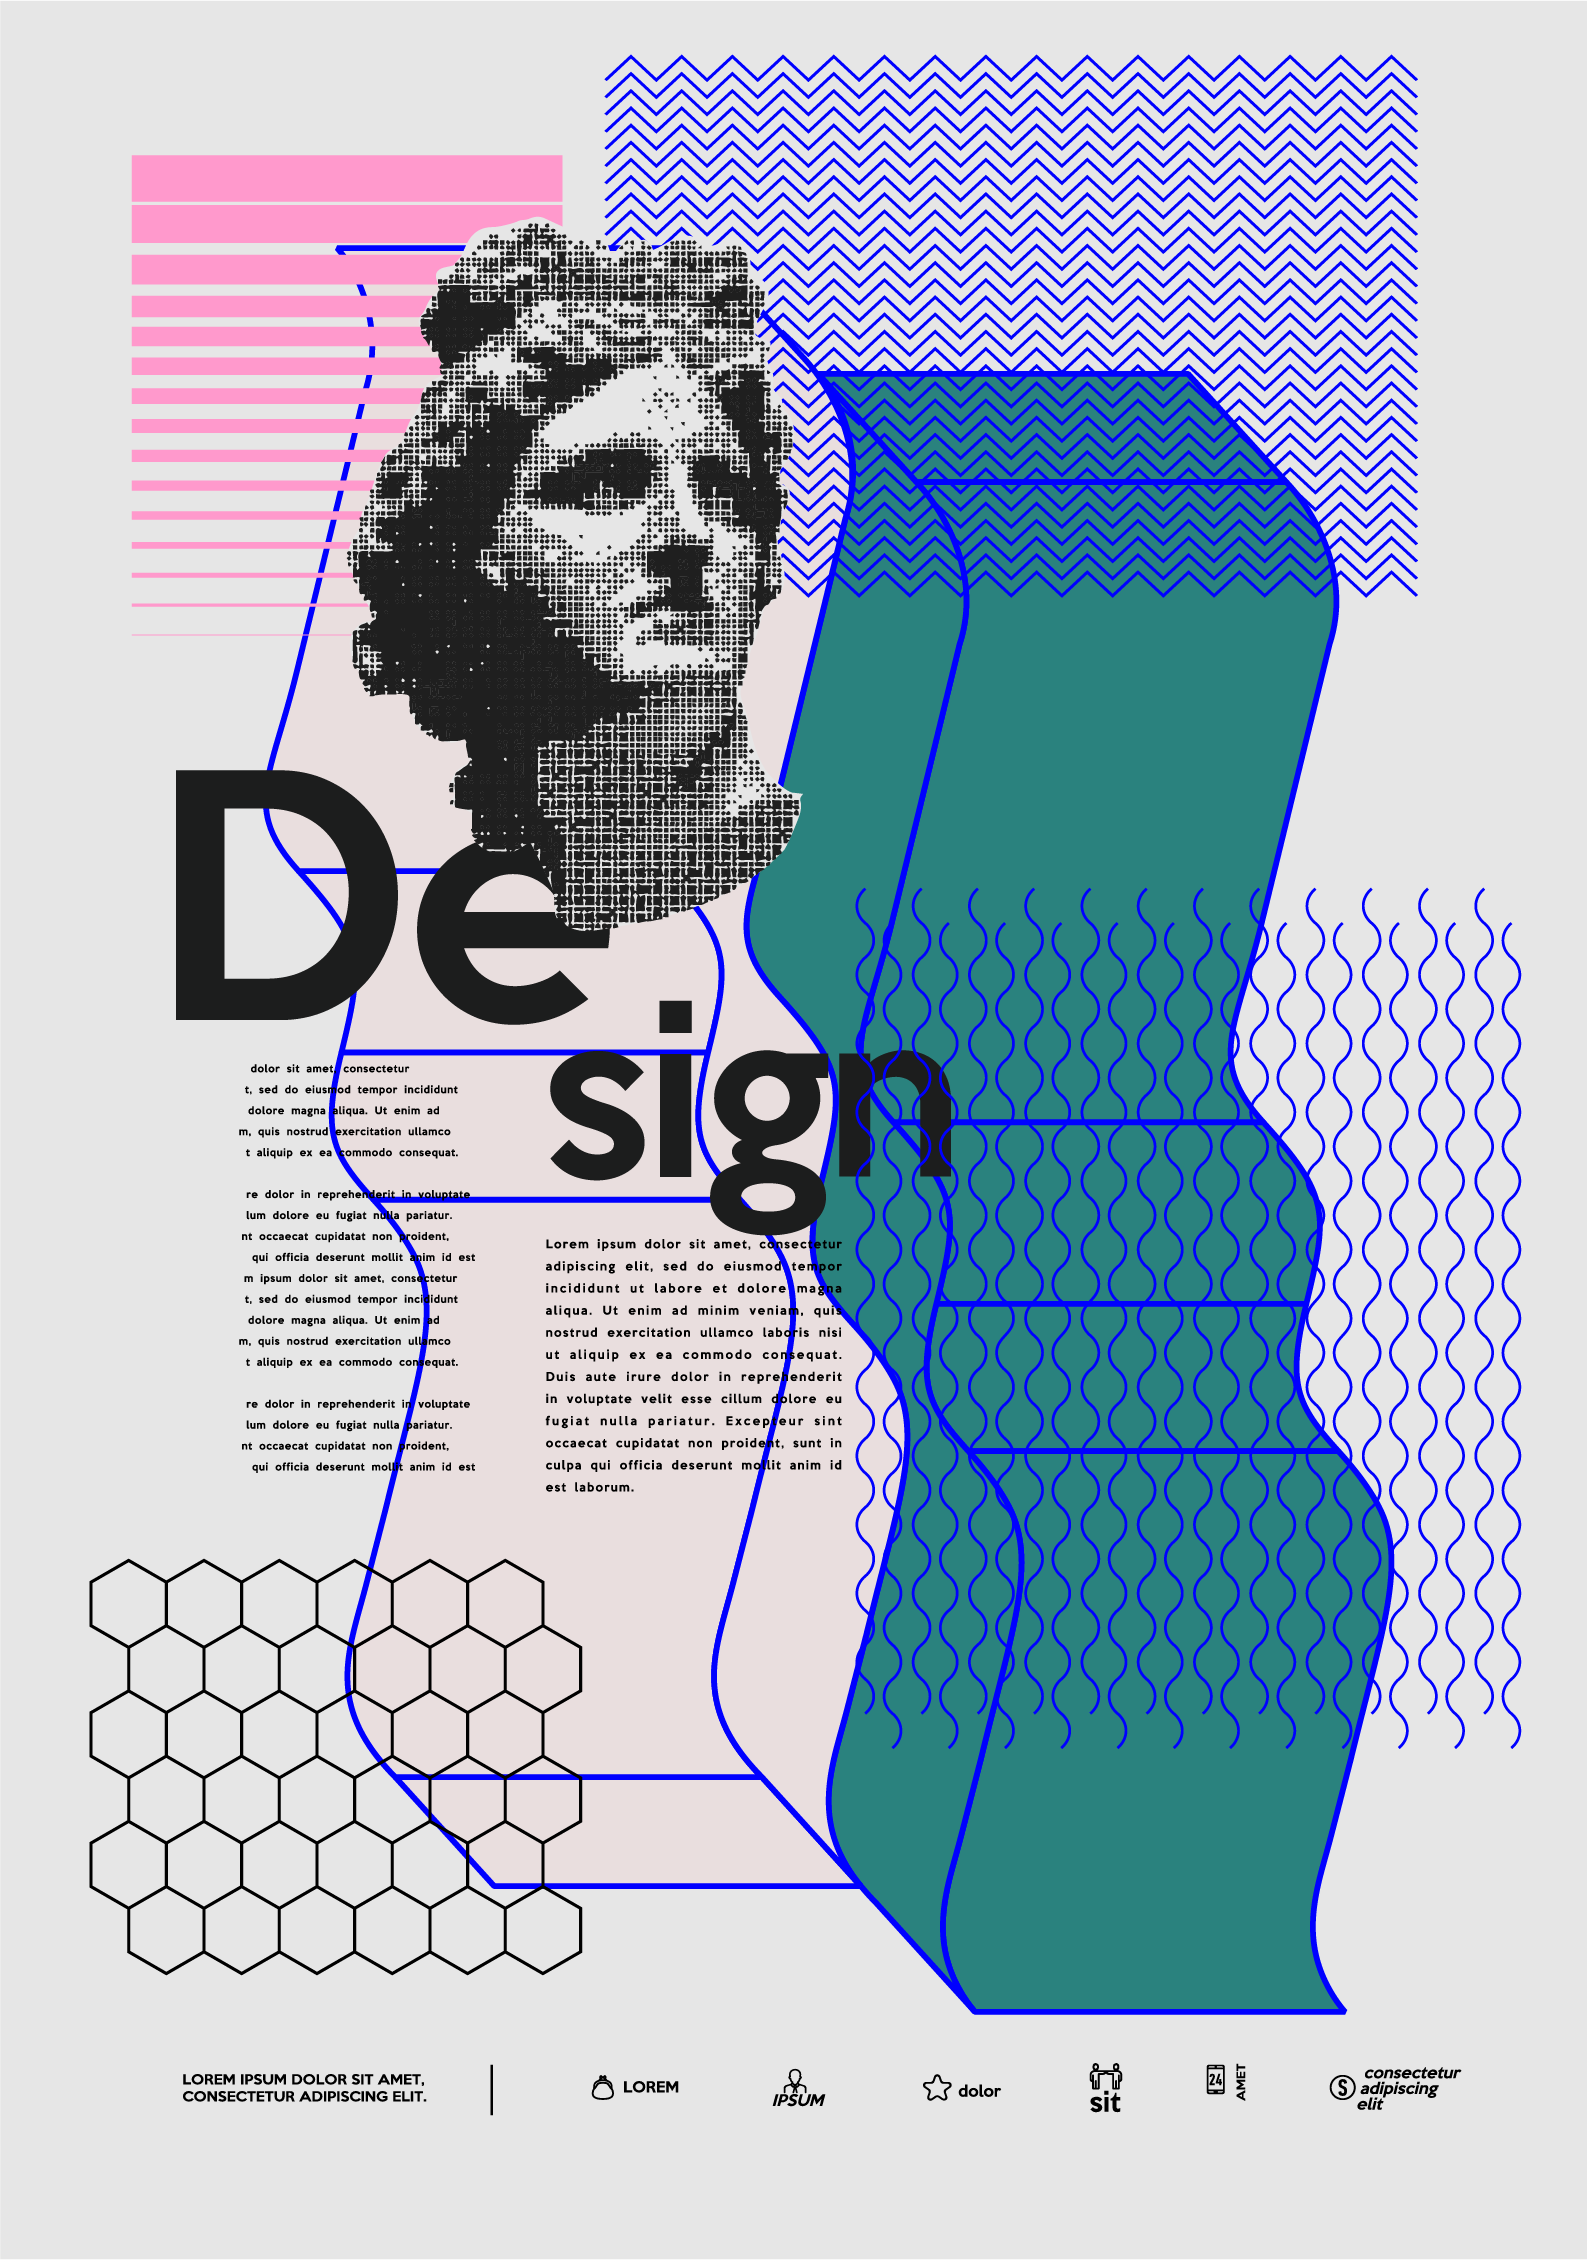 De
sign
dolor sit amet, consectetur
t, sed do eiusmod tempor incididunt
dolore magna aliqua. Ut enim ad
m, quis nostrud exercitation ullamco
t aliquip ex ea commodo consequat.
re dolor in reprehenderit in voluptate
lum dolore eu fugiat nulla pariatur.
nt occaecat cupidatat non proident,
qui officia deserunt mollit anim id est
m ipsum dolor sit amet, consectetur
t, sed do eiusmod tempor incididunt
dolore magna aliqua. Ut enim ad
m, quis nostrud exercitation ullamco
t aliquip ex ea commodo consequat.
re dolor in reprehenderit in voluptate
lum dolore eu fugiat nulla pariatur.
nt occaecat cupidatat non proident,
qui officia deserunt mollit anim id est
Lorem ipsum dolor sit amet, consectetur
adipiscing elit, sed do eiusmod tempor
incididunt ut labore et dolore magna
aliqua. Ut enim ad minim veniam, quis
nostrud exercitation ullamco laboris nisi
ut aliquip ex ea commodo consequat.
Duis aute irure dolor in reprehenderit
in voluptate velit esse cillum dolore eu
fugiat nulla pariatur. Excepteur sint
occaecat cupidatat non proident, sunt in
culpa qui officia deserunt mollit anim id
est laborum.
LOREM IPSUM DOLOR SIT AMET,
CONSECTETUR ADIPISCING ELIT.
LOREM
IPSUM
dolor
sit
24
AMET
S
consectetur
adipiscing
elit